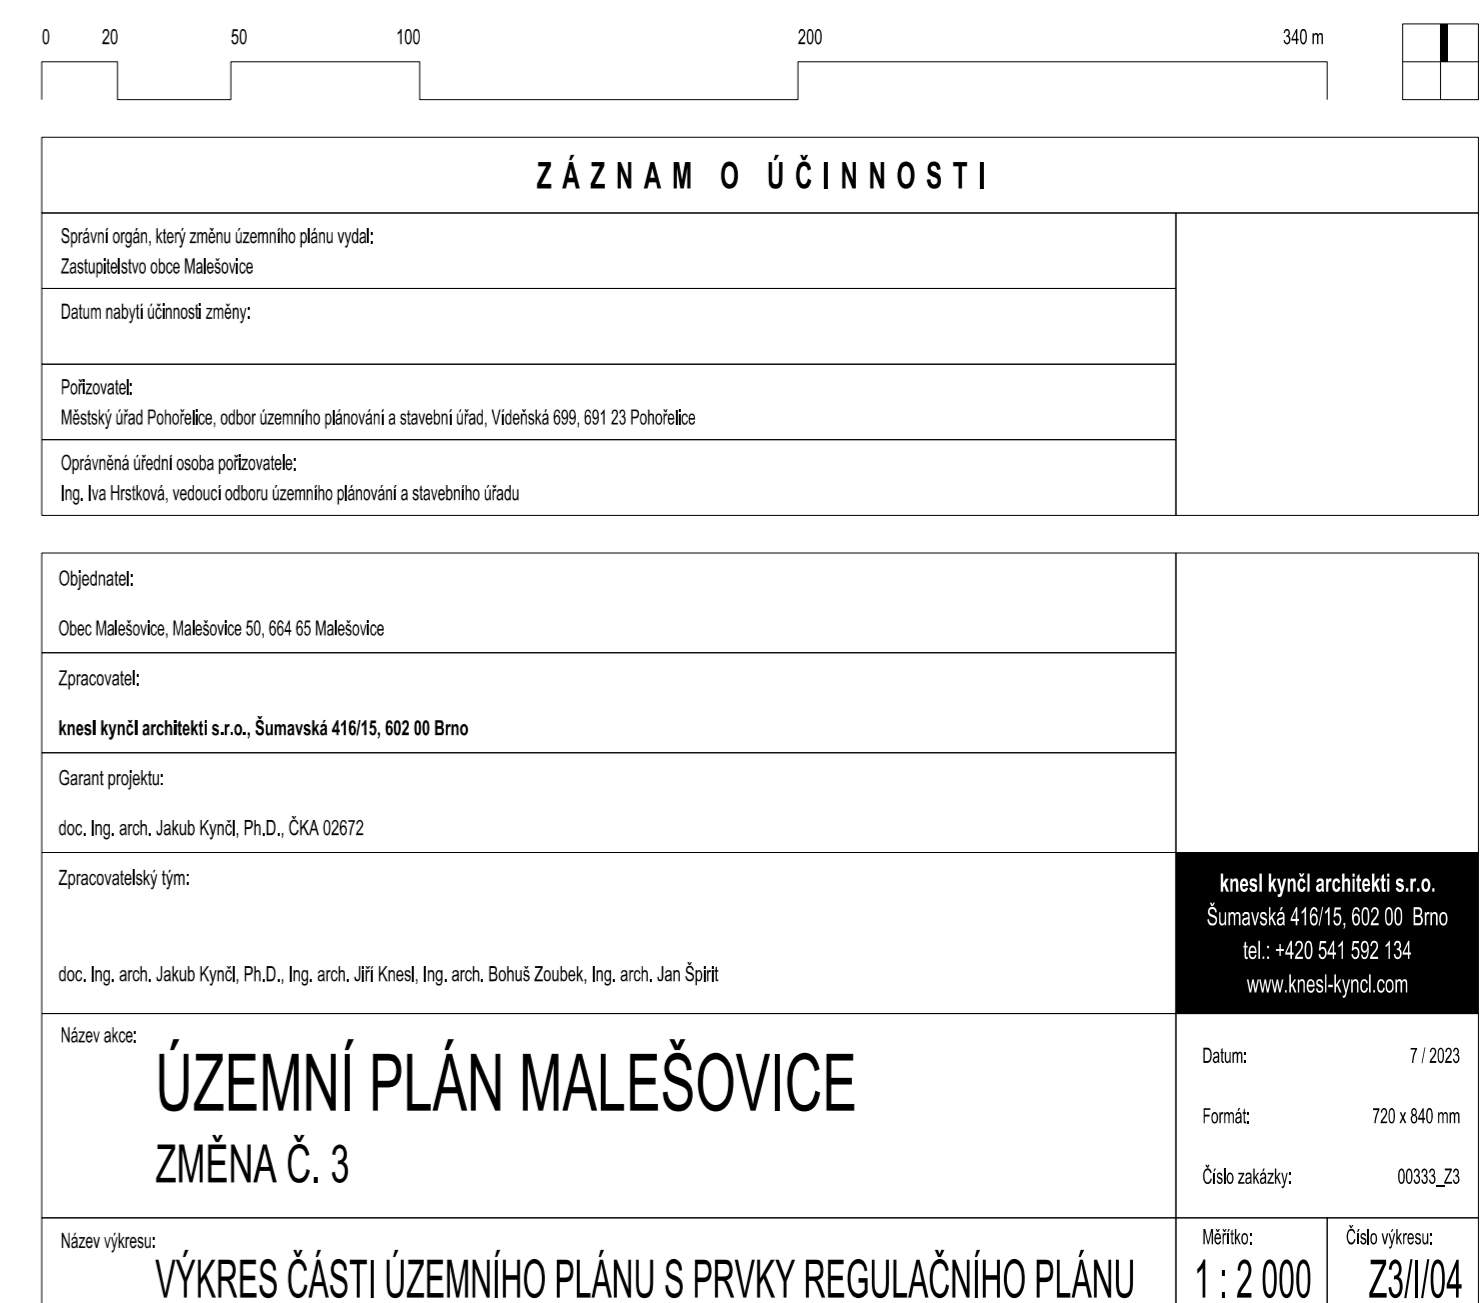 0 20 50 100 200 340 m
ZÁZNAM O ÚČINNOSTI
Správní orgán, který změnu územního plánu vydal:
Zastupitelstvo obce Malešovice
Datum nabytí účinnosti změny:
Pořizovatel:
Městský úřad Pohořelice, odbor územního plánování a stavební úřad, Vídeňská 699, 691 23 Pohořelice
Oprávněná úřední osoba pořizovatele:
Ing. Iva Hrstková, vedoucí odboru územního plánování a stavebního úřadu
Objednatel:
Obec Malešovice, Malešovice 50, 664 65 Malešovice
Zpracovatel:
knesl kynčl architekti s.r.o., Šumavská 416/15, 602 00 Brno
Garant projektu:
doc. Ing. arch. Jakub Kynčl, Ph.D., ČKA 02672
Zpracovatelský tým:
doc. Ing. arch. Jakub Kynčl, Ph.D., Ing. arch. Jiří Knesl, Ing. arch. Bohuš Zoubek, Ing. arch. Jan Špirit
knesl kynčl architekti s.r.o.
Šumavská 416/15, 602 00 Brno
tel.: +420 541 592 134
www.knesl-kyncl.com
Název akce:
ÚZEMNÍ PLÁN MALEŠOVICE
ZMĚNA Č. 3
Datum: 7 / 2023
Formát: 720 x 840 mm
Číslo zakázky: 00333_Z3
Název výkresu:
VÝKRES ČÁSTI ÚZEMNÍHO PLÁNU S PRVKY REGULAČNÍHO PLÁNU
Měřítko:
1 : 2 000
Číslo výkresu:
Z3/I/04